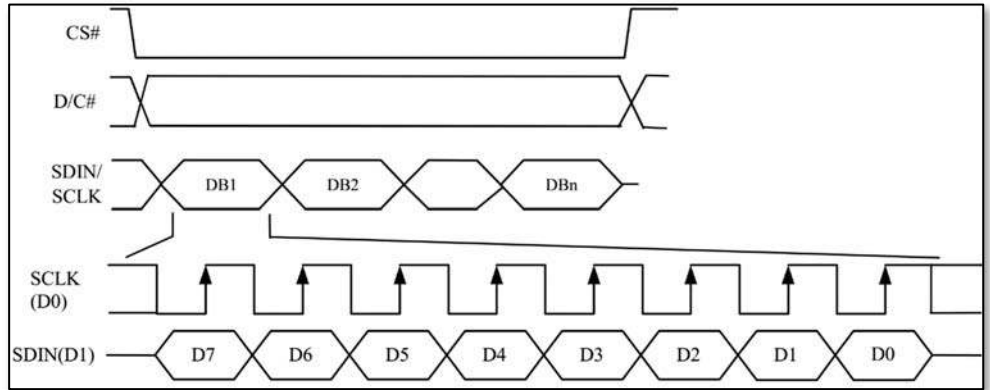 CS#
D/C#
SDIN/
SCLK
DB1 DB2 DBn
SCLK
(D0)
SDIN(D1) D7 D6 D5 D4 D3 D2 D1 D0